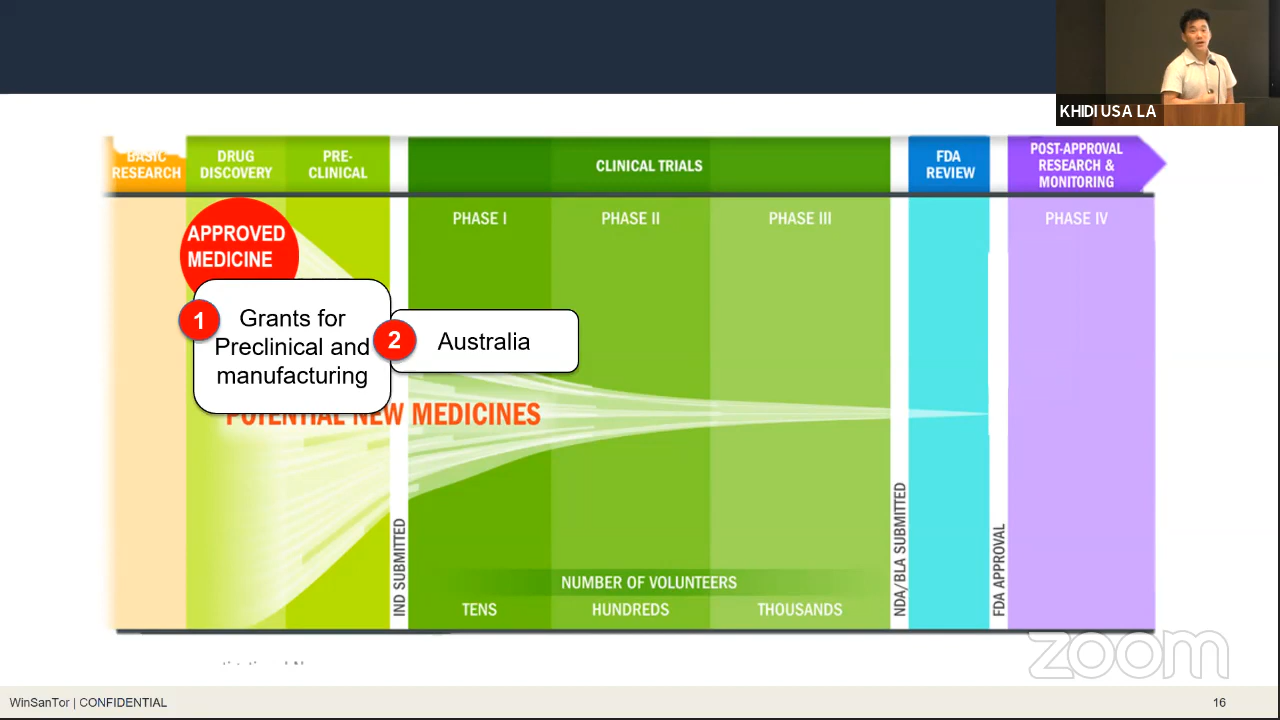 KHIDI USA LA
BASIC
RESEARCH
DRUG
DISCOVERY
PRE-
CLINICAL
CLINICAL TRIALS
FDA
REVIEW
POST-APPROVAL
RESEARCH &
MONITORING
PHASE I
PHASE II
PHASE III
PHASE IV
APPROVED
MEDICINE
1
Grants for
Preclinical and
manufacturing
2
Australia
POTENTIAL NEW MEDICINES
IND SUBMITTED
NDA/BLA SUBMITTED
FDA APPROVAL
NUMBER OF VOLUNTEERS
TENS
HUNDREDS
THOUSANDS
zoom
WinSanTor | CONFIDENTIAL
16